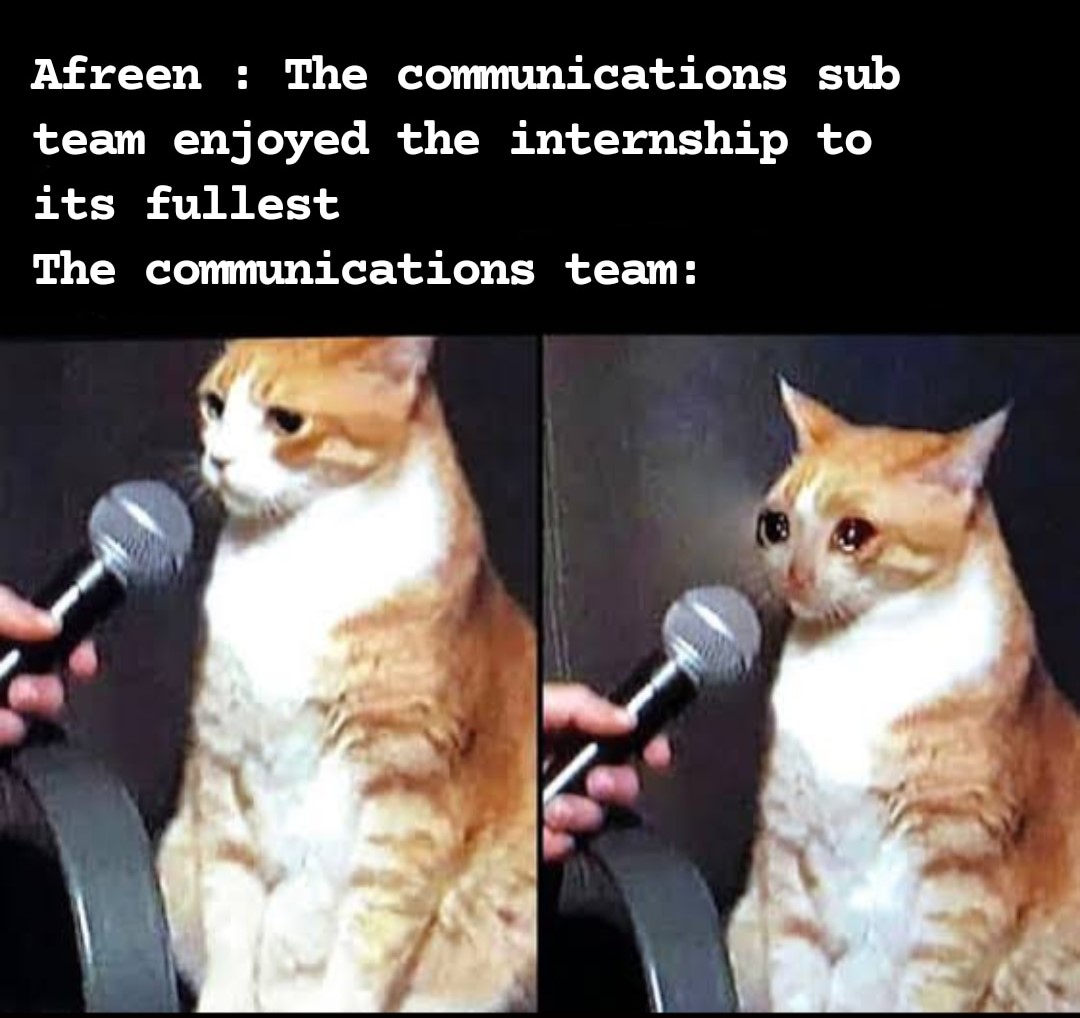 Afreen : The communications sub
team enjoyed the internship to
its fullest
The communications team: